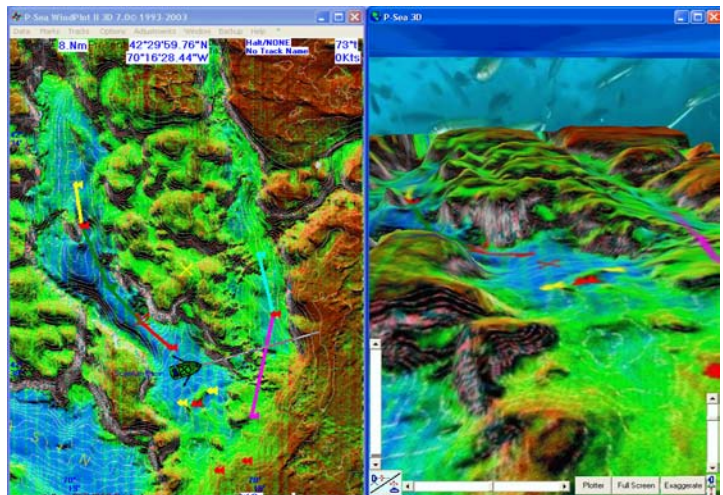 P-Sea WindPlot II 3D 7.0© 1993-2003
Data Marks Tracks Options Adjustments Window Backup Help
8.Nm
42°29'59.76"N
70°16'28.44"W
Halt/NONE
No Track Name
73°t
0Kts
P-Sea 3D
Plotter
Full Screen
Exaggerate